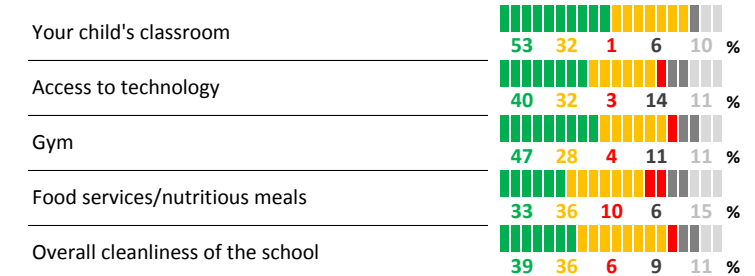 Your child's classroom
53 32 1 6 10 %
Access to technology
40 32 3 14 11 %
Gym
47 28 4 11 11 %
Food services/nutritious meals
33 36 10 6 15 %
Overall cleanliness of the school
39 36 6 9 11 %